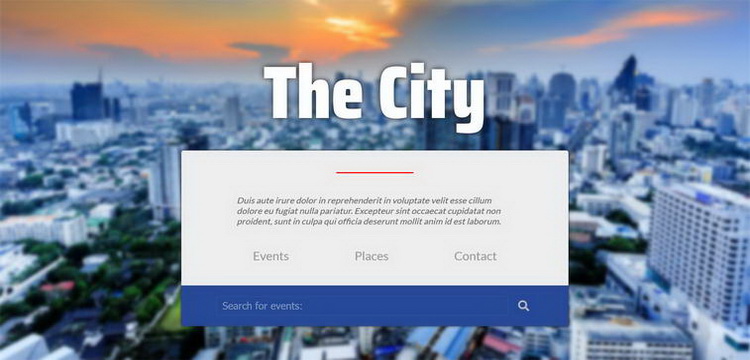 The City
Duis aute irure dolor in reprehenderit in voluptate velit esse cillum
dolore eu fugiat nulla pariatur. Excepteur sint occaecat cupidatat non
proident, sunt in culpa qui officia deserunt mollit anim id est laborum.
Events Places Contact
Search for events: